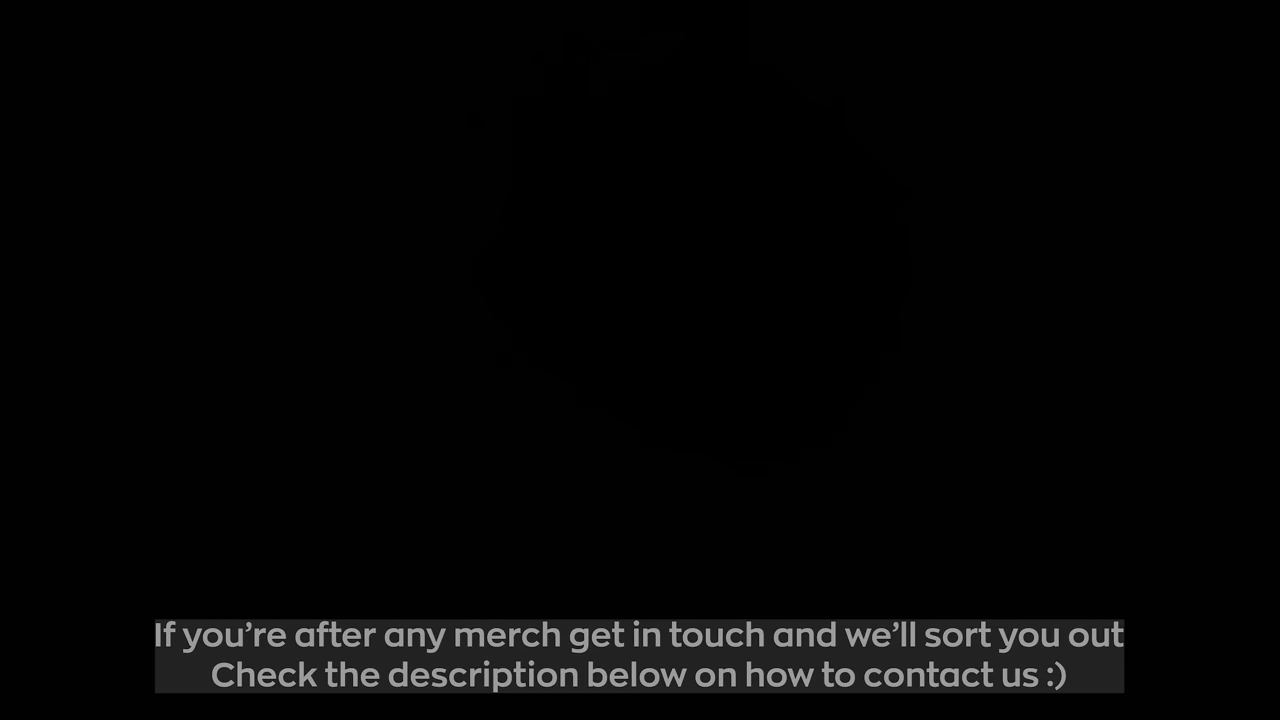 If you’re after any merch get in touch and we’ll sort you out
Check the description below on how to contact us :)